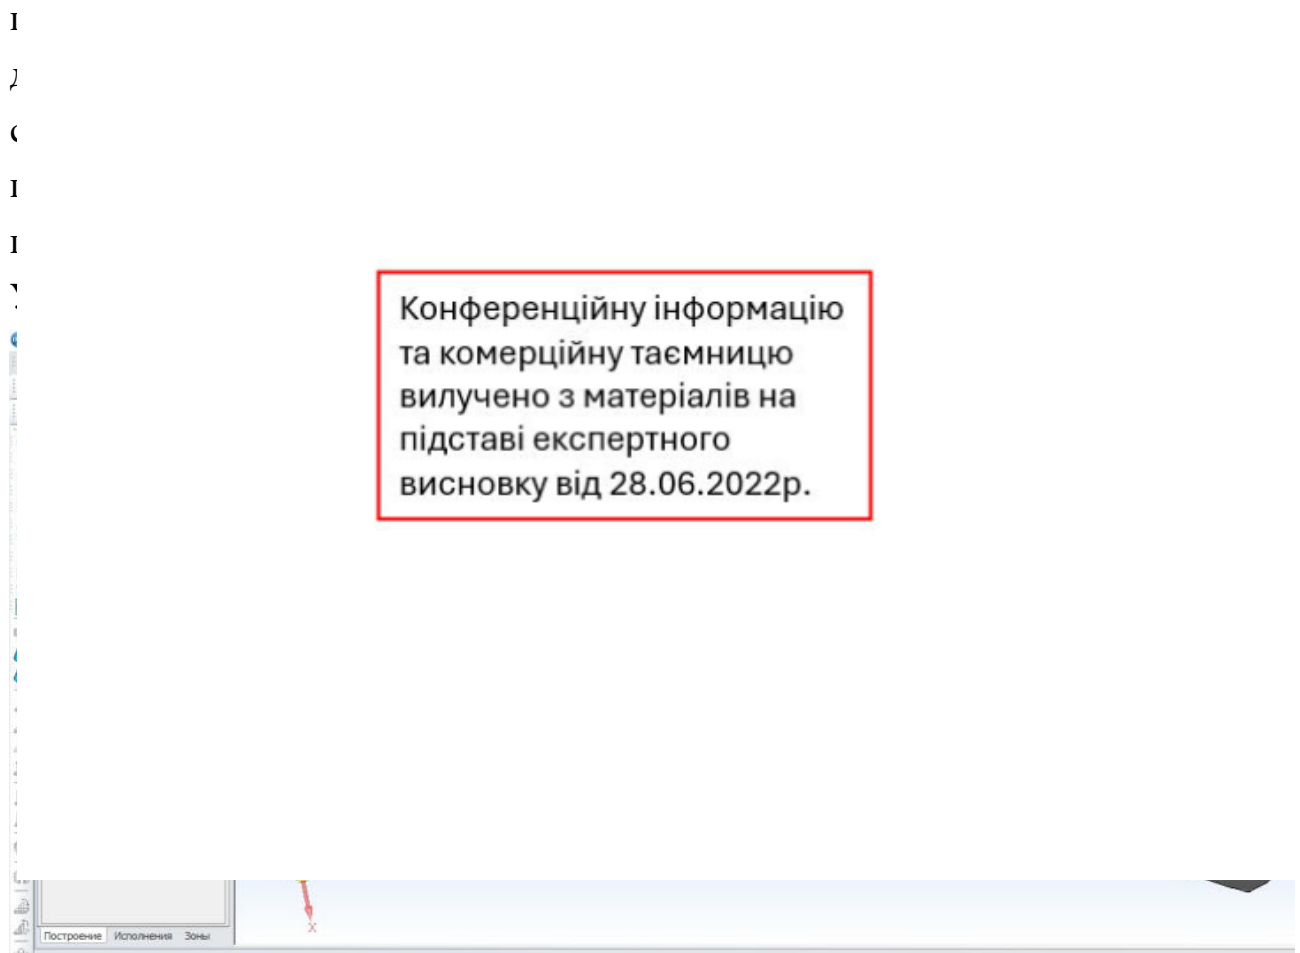 Конференційну інформацію
та комерційну таємницю
вилучено з матеріалів на
підставі експертного
висновку від 28.06.2022р.
X
Построение Исполнения Зоны